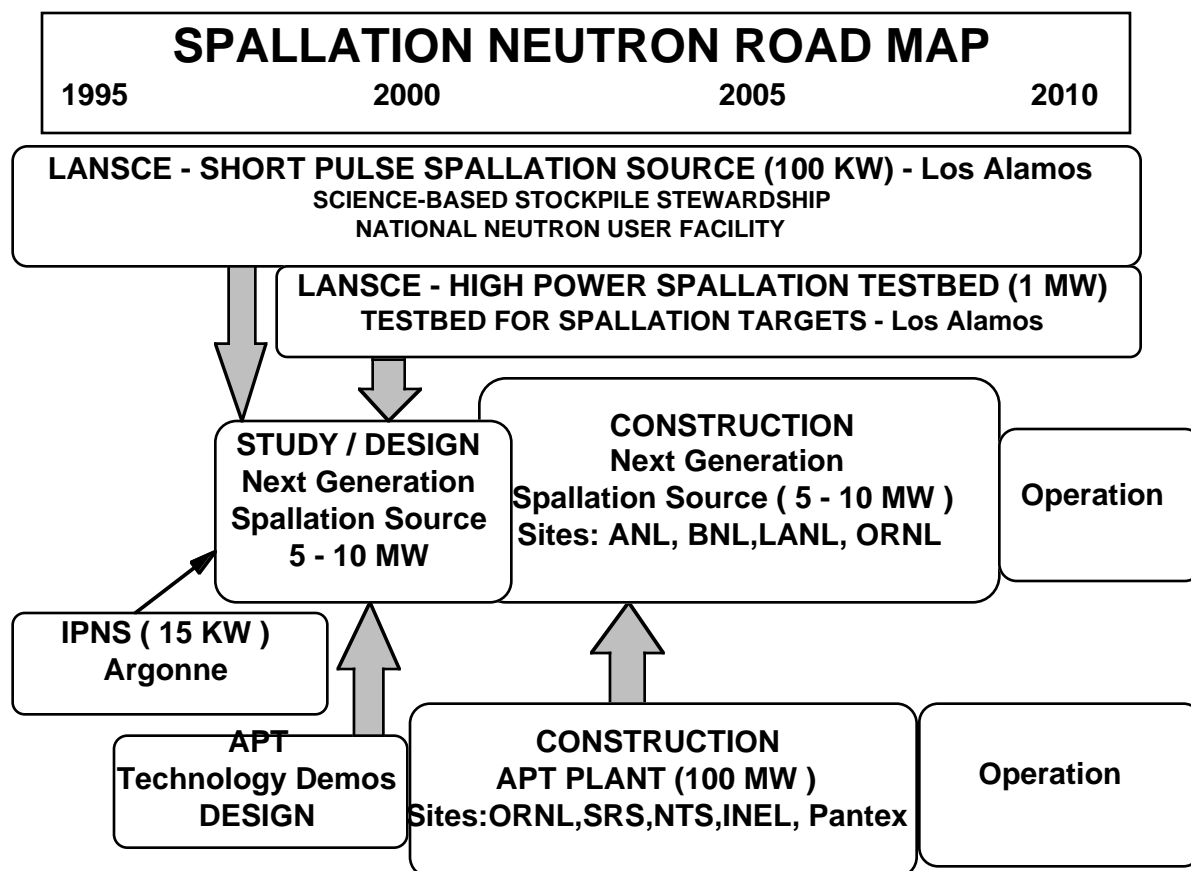 SPALLATION NEUTRON ROAD MAP
1995 2000 2005 2010
LANSCE - SHORT PULSE SPALLATION SOURCE (100 KW) - Los Alamos
SCIENCE-BASED STOCKPILE STEWARDSHIP
NATIONAL NEUTRON USER FACILITY
LANSCE - HIGH POWER SPALLATION TESTBED (1 MW)
TESTBED FOR SPALLATION TARGETS - Los Alamos
STUDY / DESIGN
Next Generation
Spallation Source
5 - 10 MW
CONSTRUCTION
Next Generation
Spallation Source ( 5 - 10 MW )
Sites: ANL, BNL,LANL, ORNL
Operation
IPNS ( 15 KW )
Argonne
APT
Technology Demos
DESIGN
CONSTRUCTION
APT PLANT (100 MW )
Sites:ORNL,SRS,NTS,INEL, Pantex
Operation